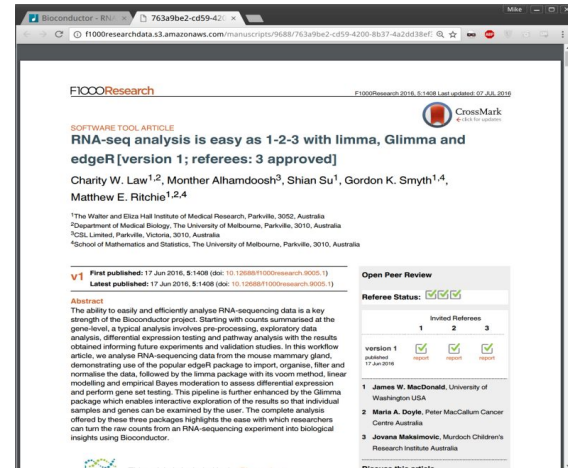 Mike
Bioconductor - RNA
763a9be2-cd59-420
f1000researchdata.s3.amazonaws.com/manuscripts/9688/763a9be2-cd59-4200-8b37-4a2dd38ef
F1000Research
F1000Research 2016, 5:1408 Last updated: 07 JUL 2016
CrossMark
click for updates
SOFTWARE TOOL ARTICLE
RNA-seq analysis is easy as 1-2-3 with limma, Glimma and
edgeR [version 1; referees: 3 approved]
Charity W. Law1,2, Monther Alhamdoosh3, Shian Su1, Gordon K. Smyth1,4,
Matthew E. Ritchie1,2,4
1The Walter and Eliza Hall Institute of Medical Research, Parkville, 3052, Australia
2Department of Medical Biology, The University of Melbourne, Parkville, 3010, Australia
3CSL Limited, Parkville, Victoria, 3010, Australia
4School of Mathematics and Statistics, The University of Melbourne, Parkville, 3010, Australia
v1 First published: 17 Jun 2016, 5:1408 (doi: 10.12688/f1000research.9005.1)
Latest published: 17 Jun 2016, 5:1408 (doi: 10.12688/f1000research.9005.1)
Abstract
The ability to easily and efficiently analyse RNA-sequencing data is a key
strength of the Bioconductor project. Starting with counts summarised at the
gene-level, a typical analysis involves pre-processing, exploratory data
analysis, differential expression testing and pathway analysis with the results
obtained informing future experiments and validation studies. In this workflow
article, we analyse RNA-sequencing data from the mouse mammary gland,
demonstrating use of the popular edgeR package to import, organise, filter and
normalise the data, followed by the limma package with its voom method, linear
modelling and empirical Bayes moderation to assess differential expression
and perform gene set testing. This pipeline is further enhanced by the Glimma
package which enables interactive exploration of the results so that individual
samples and genes can be examined by the user. The complete analysis
offered by these three packages highlights the ease with which researchers
can turn the raw counts from an RNA-sequencing experiment into biological
insights using Bioconductor.
Open Peer Review
Referee Status:
Invited Referees
1 2 3
version 1
published
17 Jun 2016
report report report
1 James W. MacDonald, University of
Washington USA
2 Maria A. Doyle, Peter MacCallum Cancer
Centre Australia
3 Jovana Maksimovic, Murdoch Children's
Research Institute Australia
Discuss this article